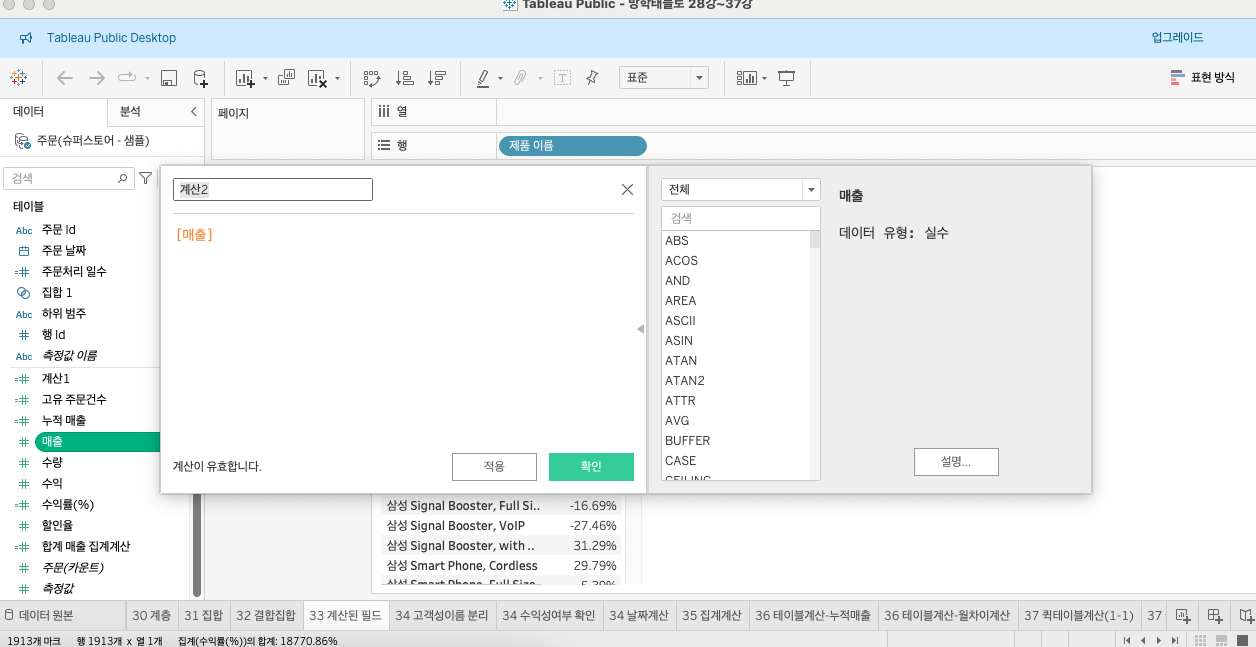 Tableau Public - 방학태블로 28강~37강
Tableau Public Desktop
업그레이드
표준
표현 방식
데이터
분석
페이지
열
주문(슈퍼스토어 - 샘플)
행
제품 이름
검색
테이블
Abc 주문 Id
주문 날짜
주문처리 일수
집합 1
Abc 하위 범주
행 Id
Abc 측정값 이름
계산1
고유 주문건수
누적 매출
매출
수량
수익
수익률(%)
할인율
합계 매출 집계계산
주문(카운트)
측정값
계산2
[매출]
계산이 유효합니다.
적용
확인
전체
검색
ABS
ACOS
AND
AREA
ASCII
ASIN
ATAN
ATAN2
ATTR
AVG
BUFFER
CASE
CEILING
매출
데이터 유형: 실수
설명...
삼성 Signal Booster, Full Si.. -16.69%
삼성 Signal Booster, VoIP -27.46%
삼성 Signal Booster, with .. 31.29%
삼성 Smart Phone, Cordless 29.79%
삼성 Smart Phone, Full Size 5.39%
데이터 원본
30 계층
31 집합
32 결합집합
33 계산된 필드
34 고객성이름 분리
34 수익성여부 확인
34 날짜계산
35 집계계산
36 테이블계산-누적매출
36 테이블계산-월차이계산
37 퀵테이블계산(1-1)
37
1913개 마크 행 1913개 x 열 1개 집계(수익률(%))의 합계: 18770.86%